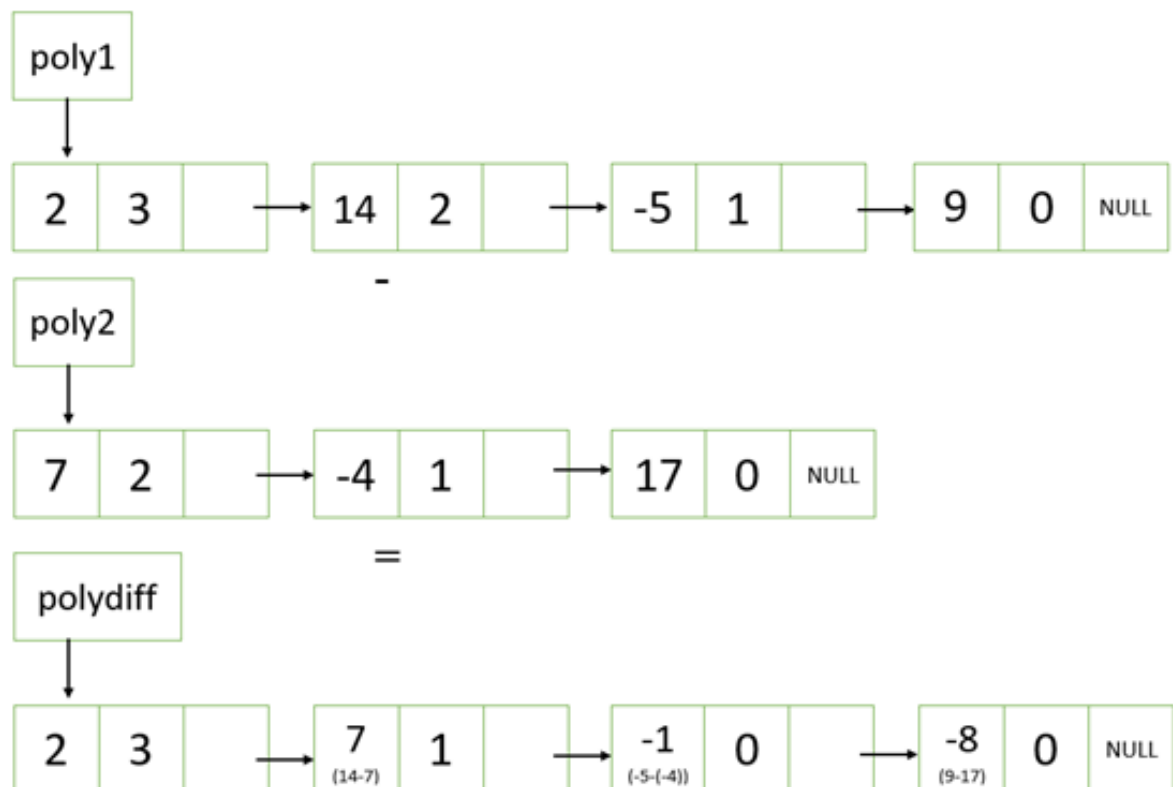 poly1
2 3 14 2 -5 1 9 0 NULL
-
poly2
7 2 -4 1 17 0 NULL
=
polydiff
2 3 7 1 -1 0 -8 0 NULL
(14-7) (-5-(-4)) (9-17)